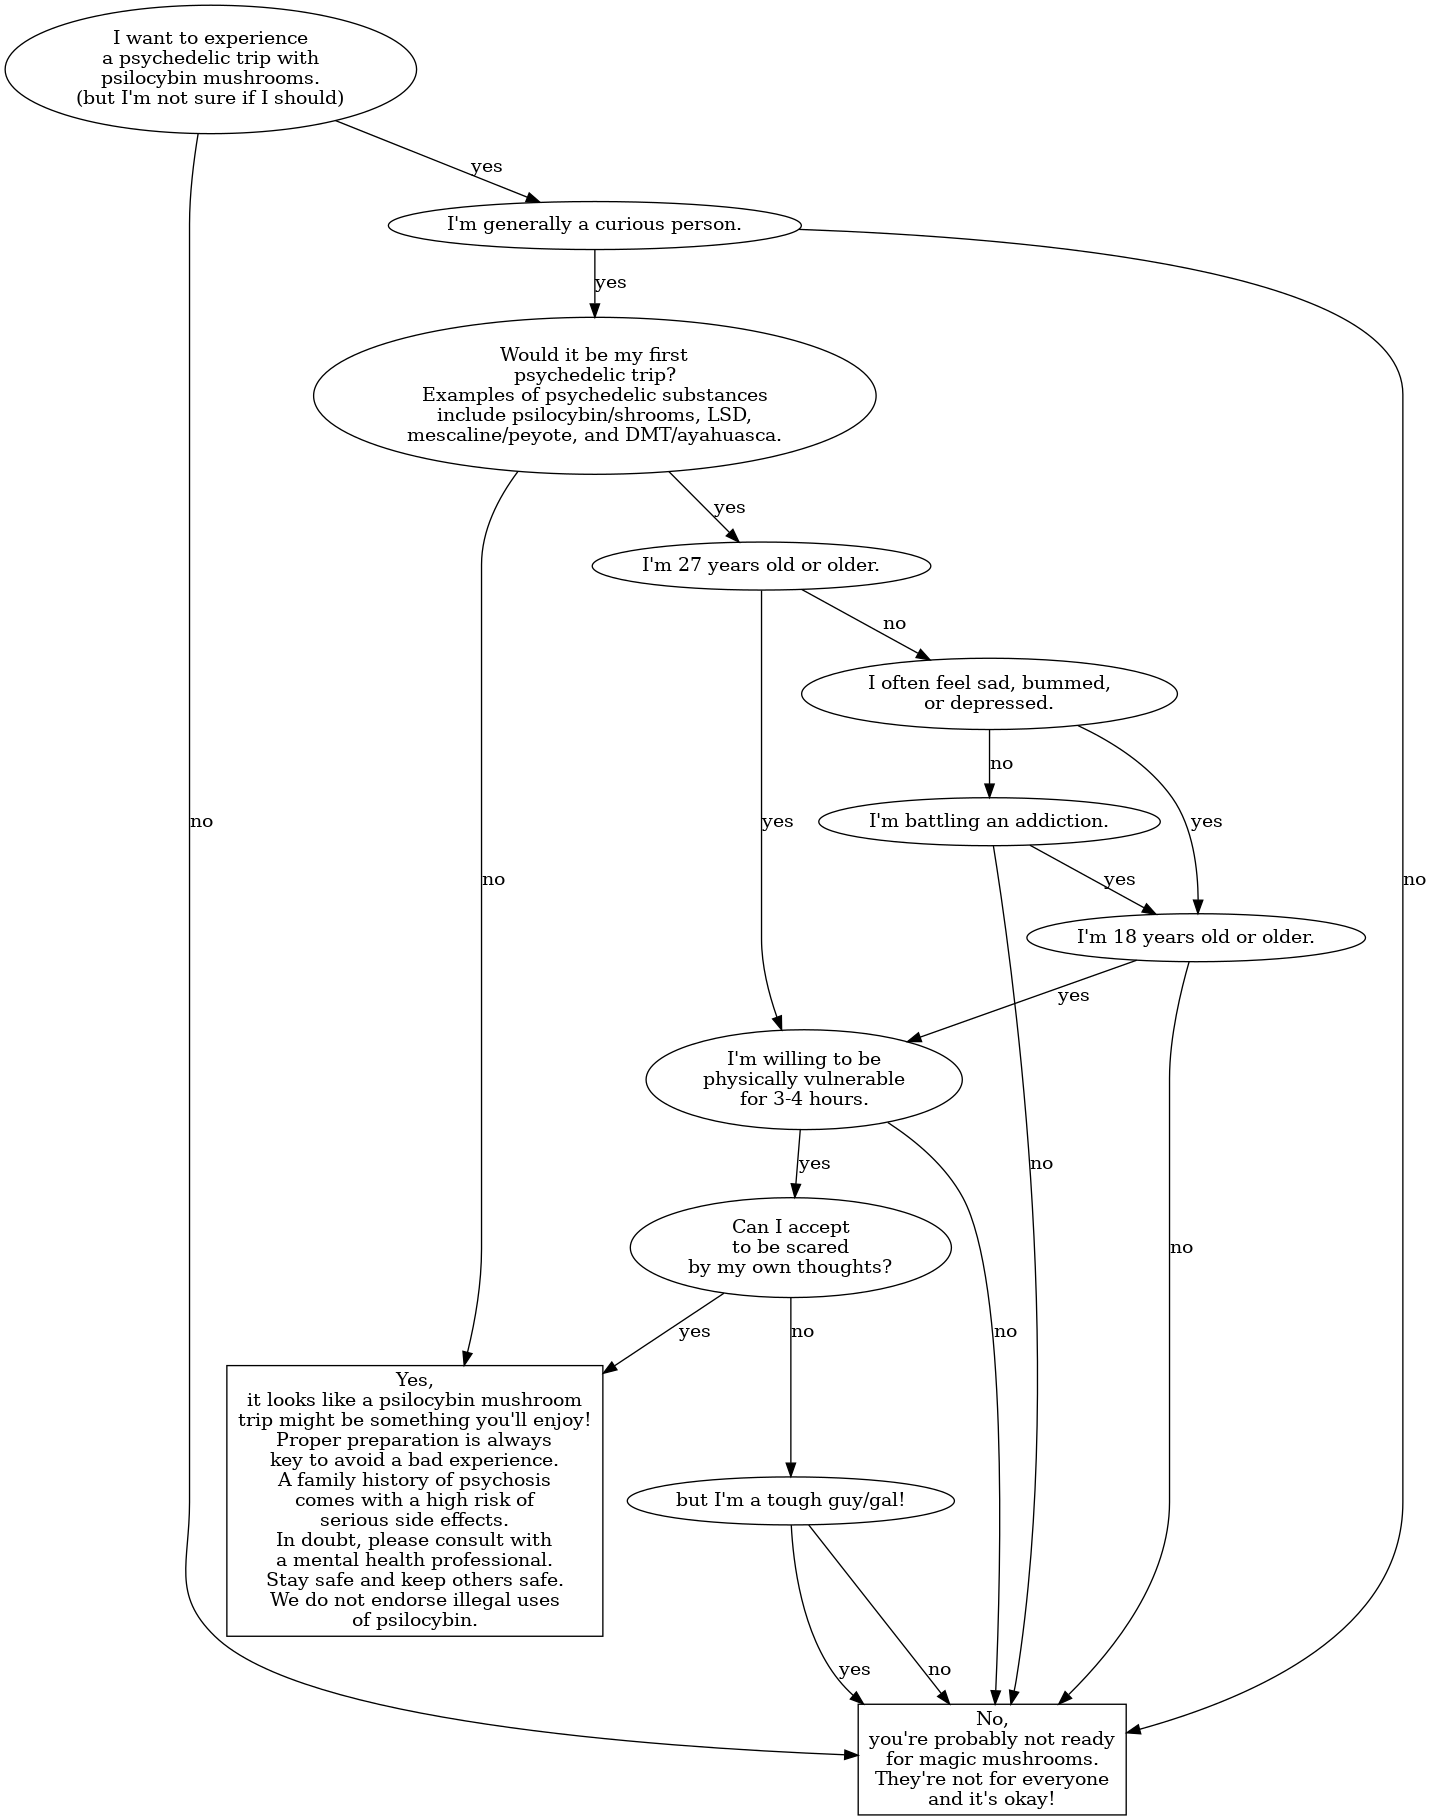 I want to experience
a psychedelic trip with
psilocybin mushrooms.
(but I'm not sure if I should)
yes
I'm generally a curious person.
yes
Would it be my first
psychedelic trip?
Examples of psychedelic substances
include psilocybin/shrooms, LSD,
mescaline/peyote, and DMT/ayahuasca.
yes
I'm 27 years old or older.
no
I often feel sad, bummed,
or depressed.
no
I'm battling an addiction.
no
yes
yes
no
yes
no
I'm 18 years old or older.
yes
I'm willing to be
physically vulnerable
for 3-4 hours.
yes
no
Can I accept
to be scared
by my own thoughts?
no
yes
no
no
Yes,
it looks like a psilocybin mushroom
trip might be something you'll enjoy!
Proper preparation is always
key to avoid a bad experience.
A family history of psychosis
comes with a high risk of
serious side effects.
In doubt, please consult with
a mental health professional.
Stay safe and keep others safe.
We do not endorse illegal uses
of psilocybin.
but I'm a tough guy/gal!
yes
no
No,
you're probably not ready
for magic mushrooms.
They're not for everyone
and it's okay!